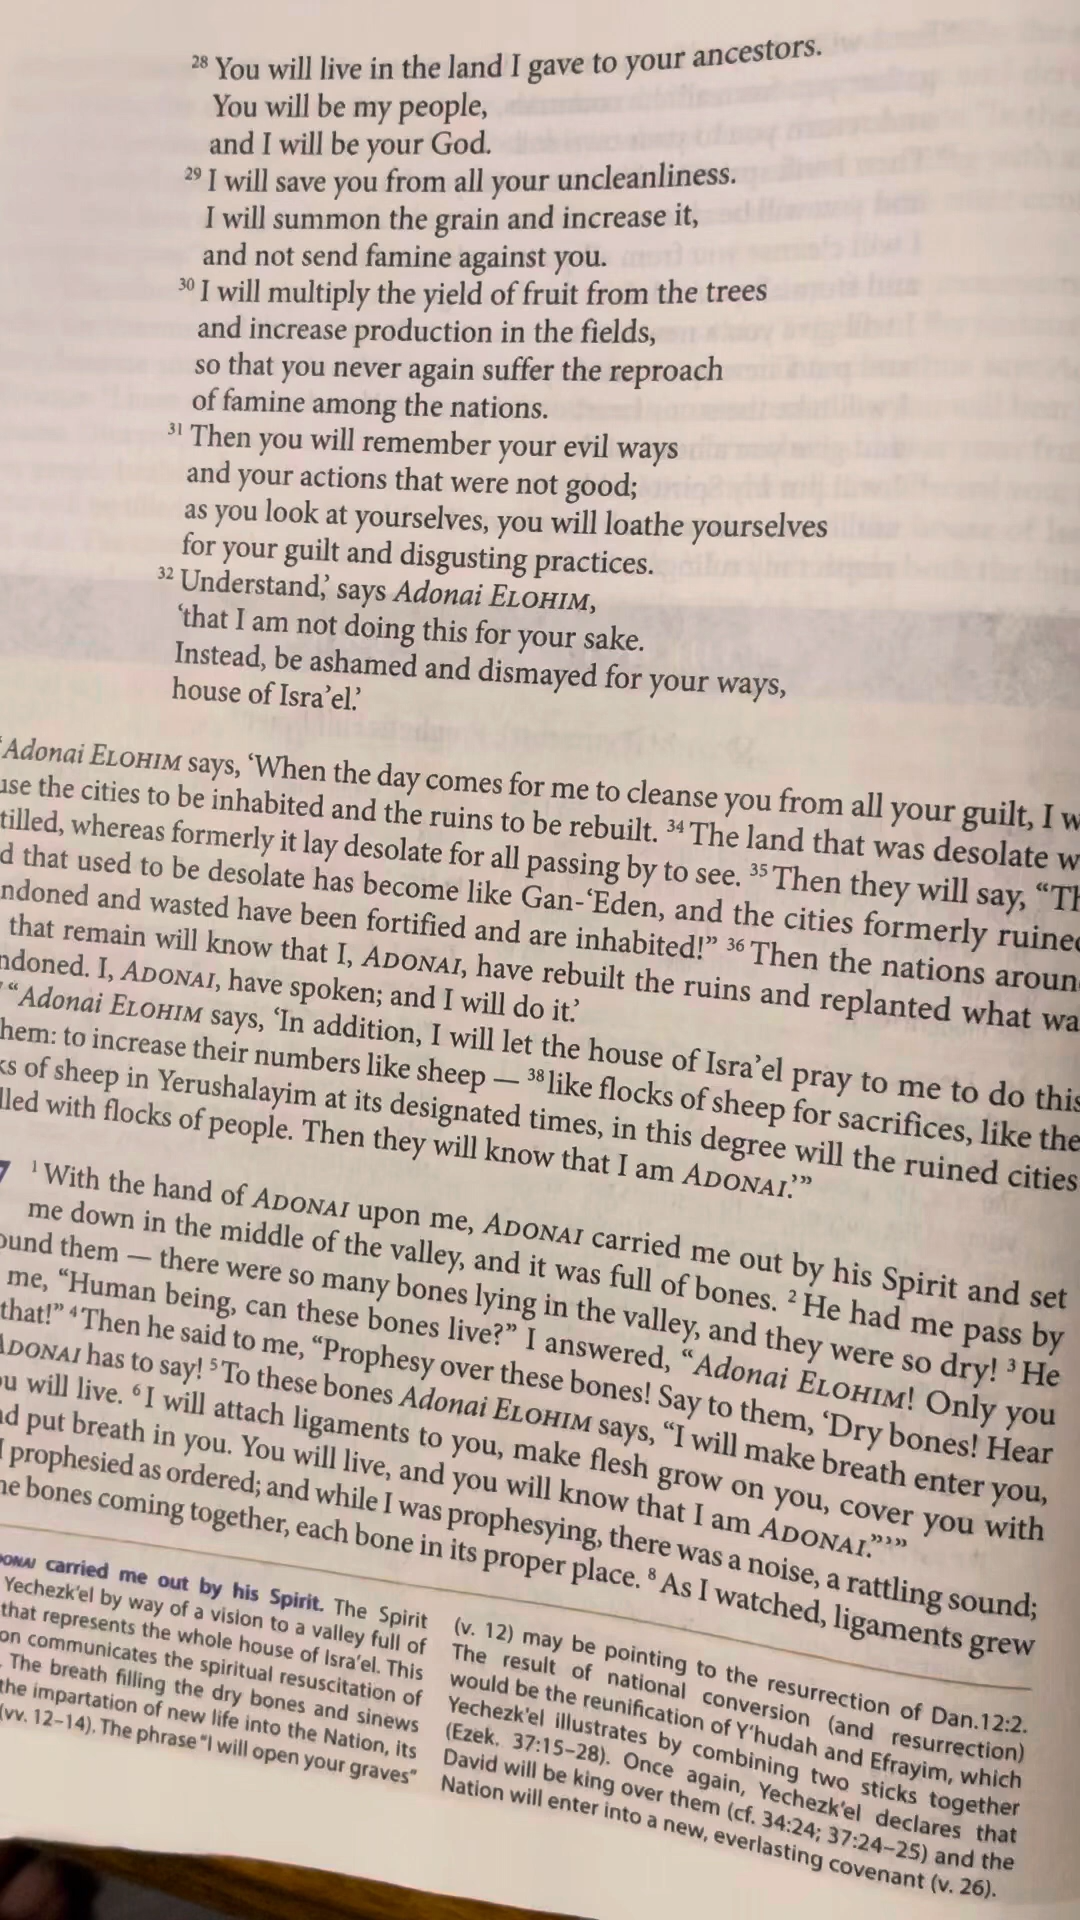 28 You will live in the land I gave to your ancestors.
You will be my people,
and I will be your God.
29 I will save you from all your uncleanliness.
I will summon the grain and increase it,
and not send famine against you.
30 I will multiply the yield of fruit from the trees
and increase production in the fields,
so that you never again suffer the reproach
of famine among the nations.
31 Then you will remember your evil ways
and your actions that were not good;
as you look at yourselves, you will loathe yourselves
for your guilt and disgusting practices.
32 Understand,’ says Adonai ELOHIM,
‘that I am not doing this for your sake.
Instead, be ashamed and dismayed for your ways,
house of Isra’el.’
“Adonai ELOHIM says, ‘When the day comes for me to cleanse you from all your guilt, I
the cities to be inhabited and the ruins to be rebuilt. 34 The land that was desolate
tilled, whereas formerly it lay desolate for all passing by to see. 35 Then they will say,
that used to be desolate has become like Gan-‘Eden, and the cities formerly ruined
and wasted have been fortified and are inhabited!” 36 Then the nations
that remain will know that I, ADONAI, have rebuilt the ruins and replanted what
I, ADONAI, have spoken; and I will do it.’
“Adonai ELOHIM says, ‘In addition, I will let the house of Isra’el pray to me to do this
to increase their numbers like sheep — 38 like flocks of sheep for sacrifices, like the
of sheep in Yerushalayim at its designated times, in this degree will the ruined cities
with flocks of people. Then they will know that I am ADONAI.’”
7 1 With the hand of ADONAI upon me, ADONAI carried me out by his Spirit and set
me down in the middle of the valley, and it was full of bones. 2 He had me pass by
them — there were so many bones lying in the valley, and they were so dry! 3 He
me, “Human being, can these bones live?” I answered, “Adonai ELOHIM! Only you
that!” 4 Then he said to me, “Prophesy over these bones! Say to them, ‘Dry bones! Hear
ADONAI has to say! 5 To these bones Adonai ELOHIM says, “I will make breath enter you,
will live. 6 I will attach ligaments to you, make flesh grow on you, cover you with
put breath in you. You will live, and you will know that I am ADONAI.”’”
I prophesied as ordered; and while I was prophesying, there was a noise, a rattling sound;
bones coming together, each bone in its proper place. 8 As I watched, ligaments grew
carried me out by his Spirit. The Spirit
Yechezk’el by way of a vision to a valley full of
that represents the whole house of Isra’el. This
communicates the spiritual resuscitation of
The breath filling the dry bones and sinews
the impartation of new life into the Nation, its
(vv. 12–14). The phrase “I will open your graves”
(v. 12) may be pointing to the resurrection of Dan.12:2.
The result of national conversion (and resurrection)
would be the reunification of Y’hudah and Efrayim, which
Yechezk’el illustrates by combining two sticks together
(Ezek. 37:15–28). Once again, Yechezk’el declares that
David will be king over them (cf. 34:24; 37:24–25) and the
Nation will enter into a new, everlasting covenant (v. 26).